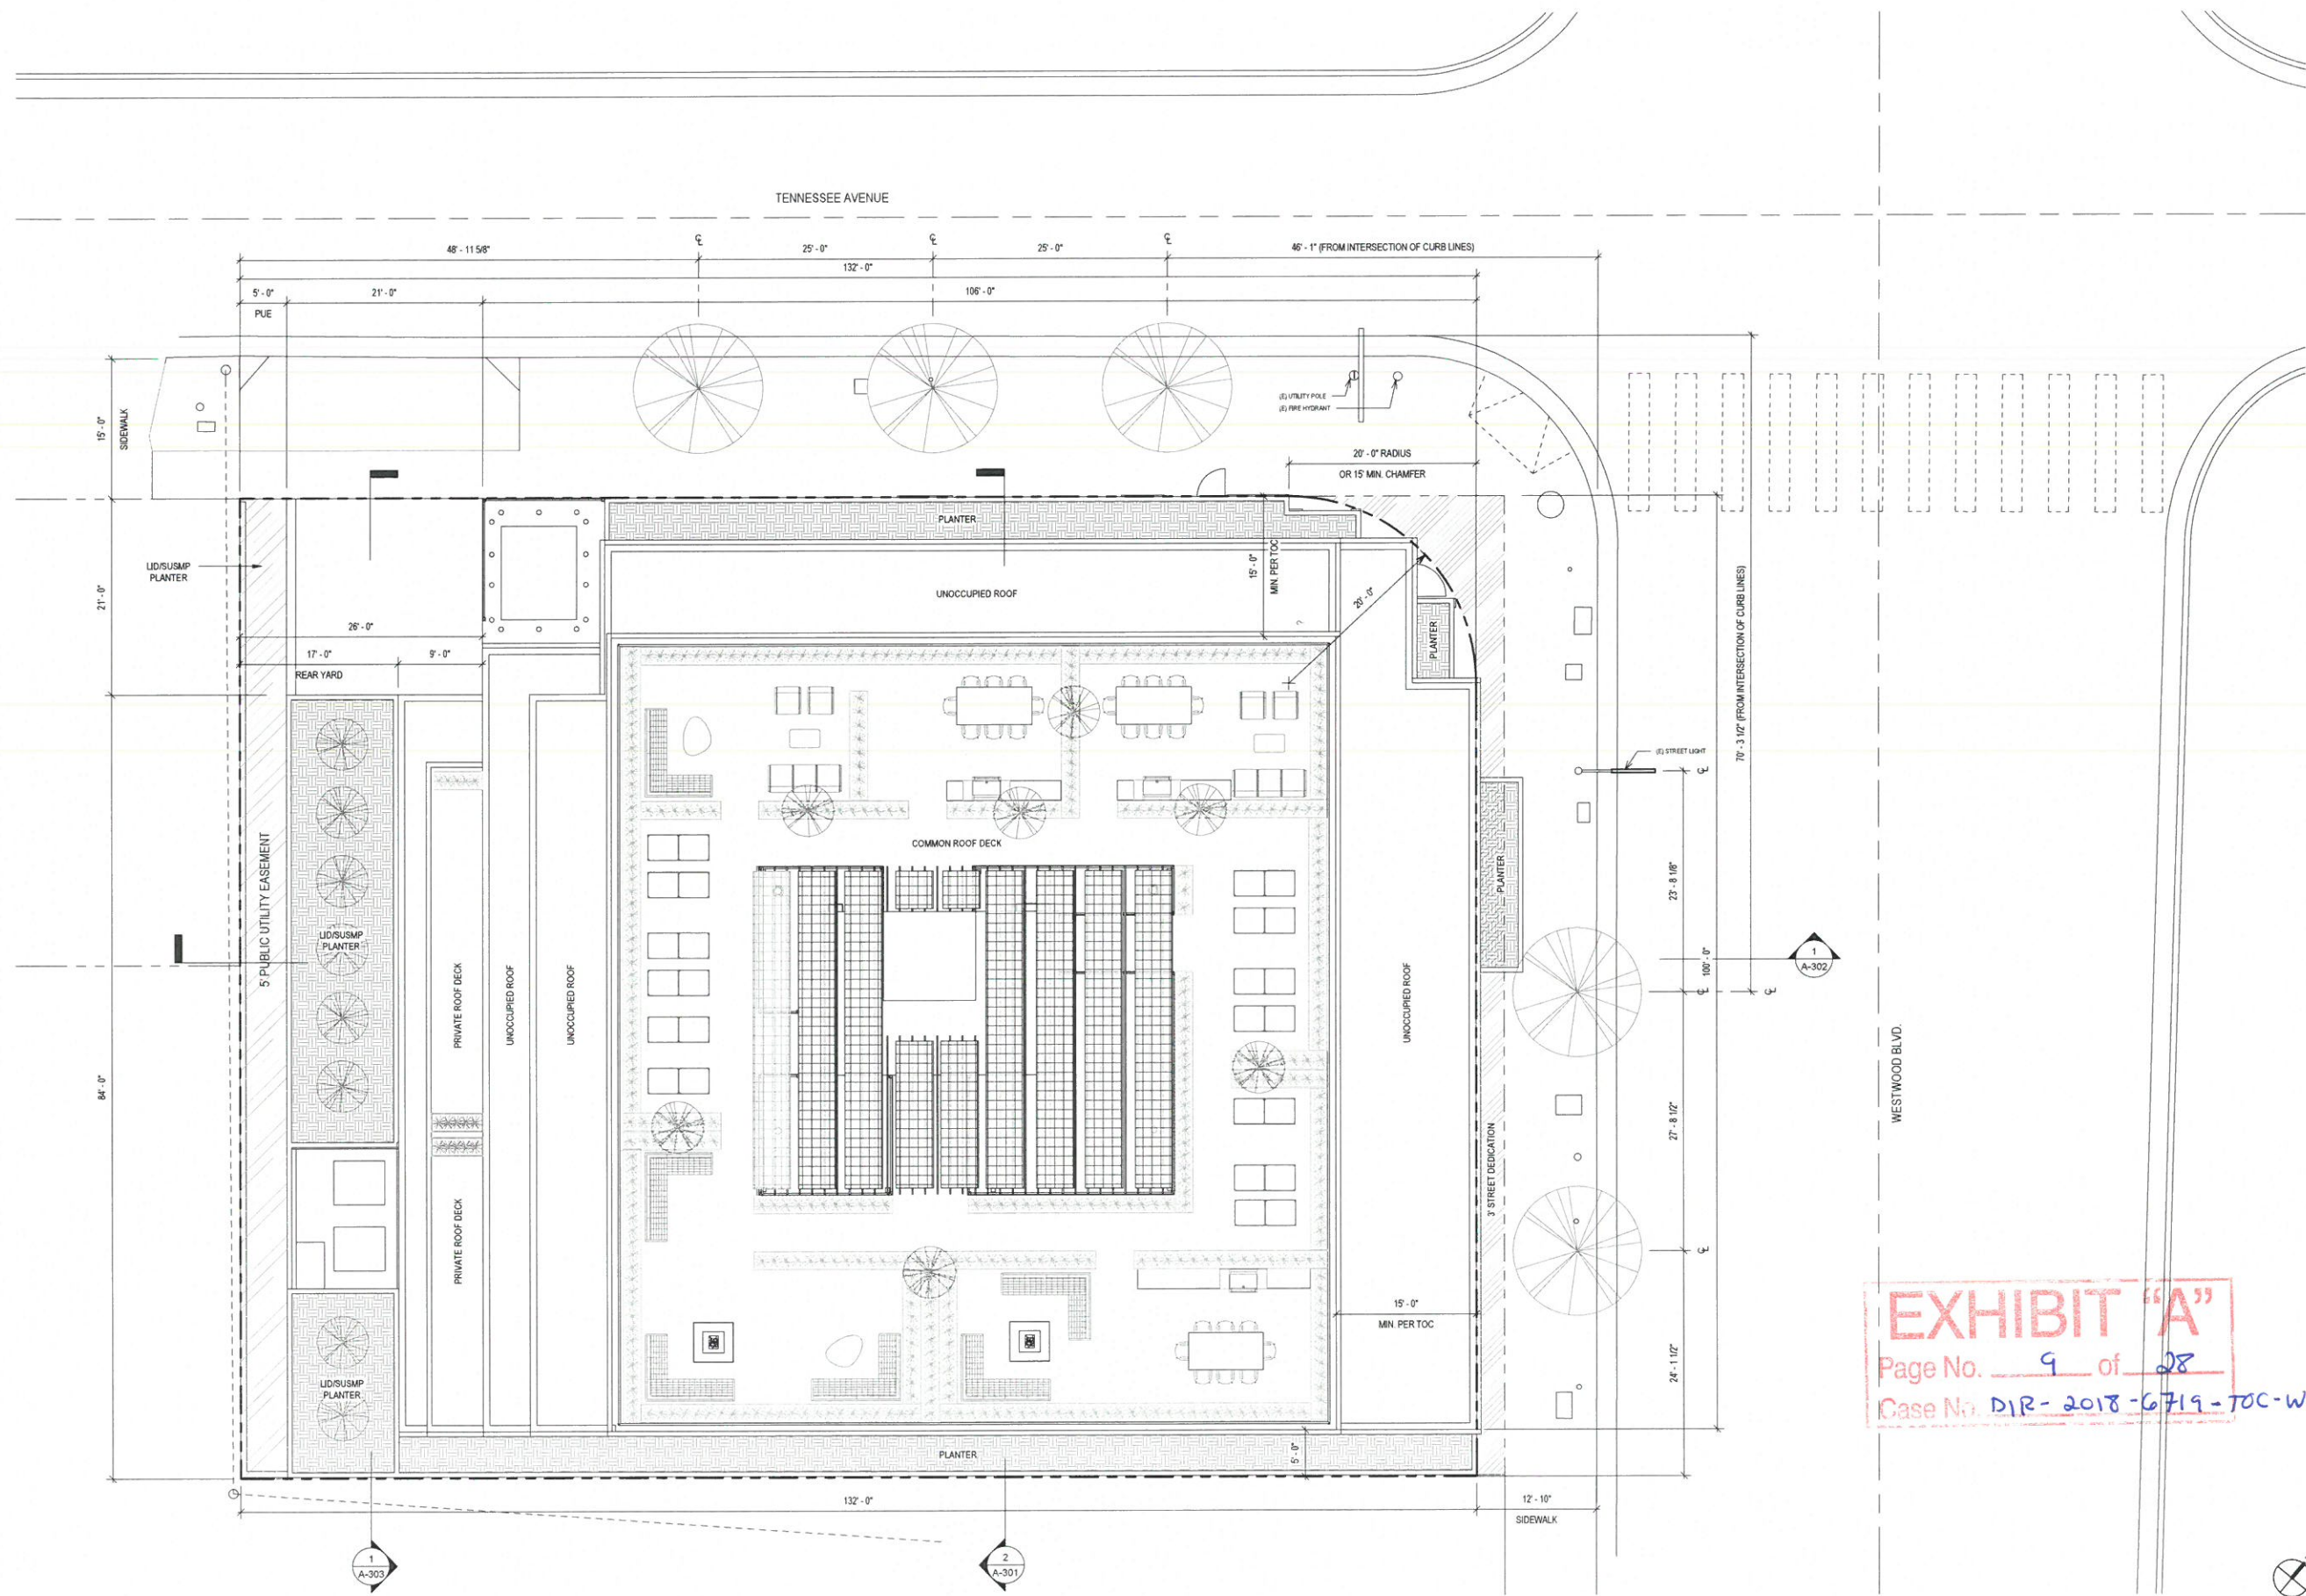 TENNESSEE AVENUE
48' - 11 5/8"
25' - 0"
25' - 0"
46' - 1" (FROM INTERSECTION OF CURB LINES)
132' - 0"
5' - 0"
21' - 0"
106' - 0"
PUE
15' - 0"
SIDEWALK
(E) UTILITY POLE
(E) FIRE HYDRANT
20' - 0" RADIUS
OR 15' MIN. CHAMFER
PLANTER
LID/SUSMP
PLANTER
21' - 0"
UNOCCUPIED ROOF
15' - 0"
MIN. PER TOC
20' - 0"
PLANTER
26' - 0"
17' - 0"
9' - 0"
REAR YARD
70' - 3 1/2" (FROM INTERSECTION OF CURB LINES)
(E) STREET LIGHT
COMMON ROOF DECK
5' PUBLIC UTILITY EASEMENT
PLANTER
23' - 8 1/8"
LID/SUSMP
PLANTER
PRIVATE ROOF DECK
UNOCCUPIED ROOF
UNOCCUPIED ROOF
UNOCCUPIED ROOF
100' - 0"
1
A-302
WESTWOOD BLVD.
84' - 0"
27' - 8 1/2"
3' STREET DEDICATION
PRIVATE ROOF DECK
15' - 0"
MIN. PER TOC
24' - 1 1/2"
EXHIBIT "A"
Page No. 9 of 28
Case No. DIR-2018-6719-TOC-W
LID/SUSMP
PLANTER
PLANTER
5' - 0"
132' - 0"
12' - 10"
SIDEWALK
1
A-303
2
A-301